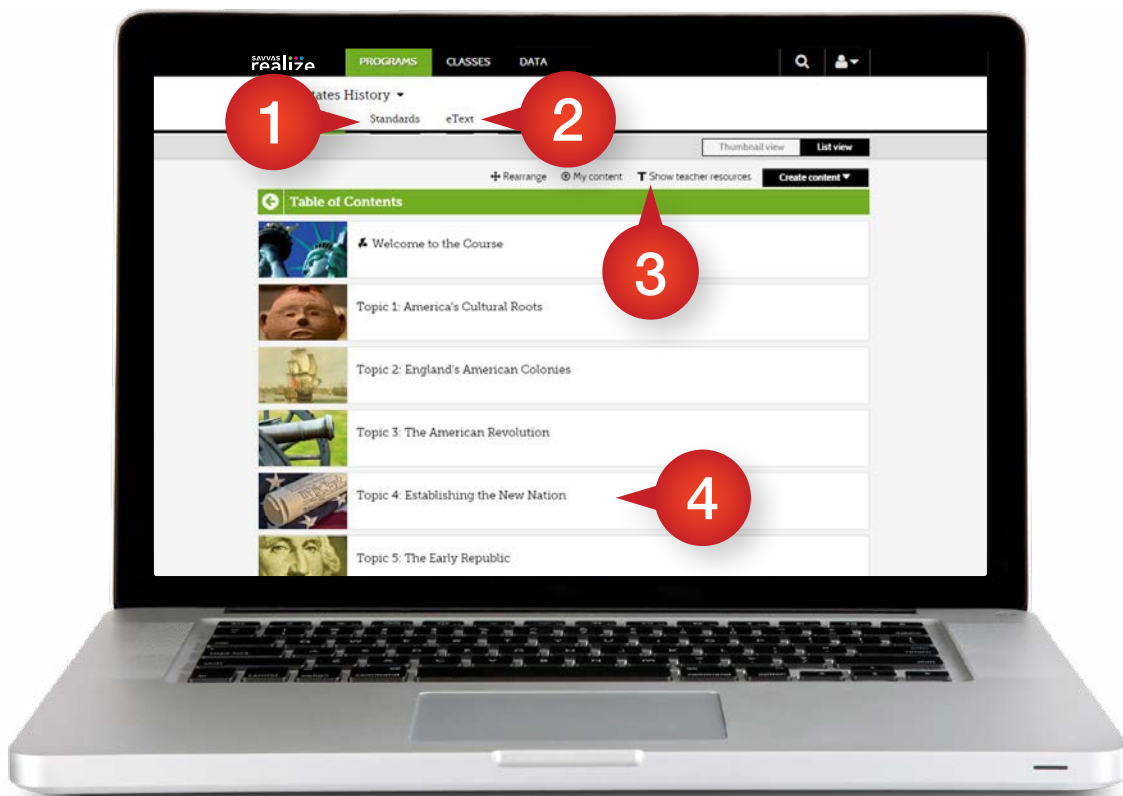 SAVVAS
realize
PROGRAMS CLASSES DATA
tates History
1 Standards eText 2
Thumbnail view List view
Rearrange My content T Show teacher resources Create content
3
Table of Contents
Welcome to the Course
Topic 1: America's Cultural Roots
Topic 2: England's American Colonies
Topic 3: The American Revolution
Topic 4: Establishing the New Nation 4
Topic 5: The Early Republic